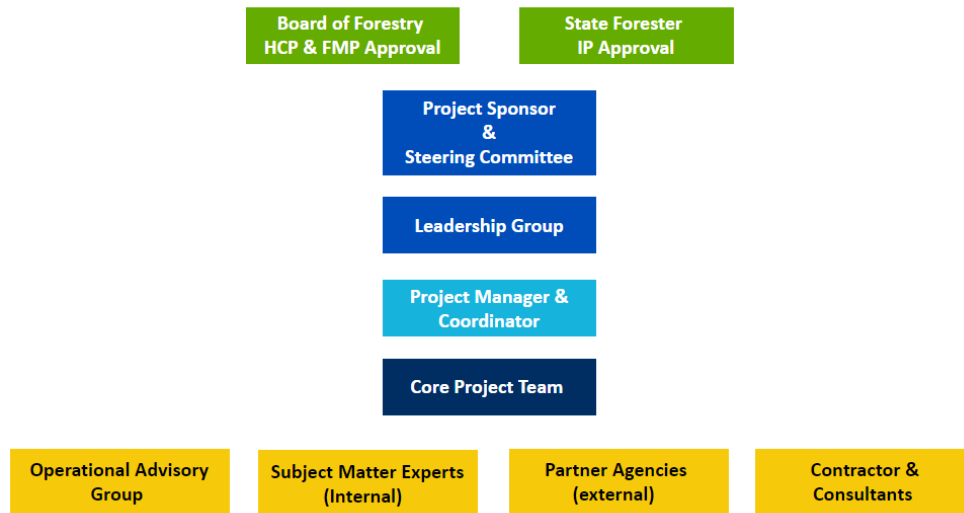 Board of Forestry
HCP & FMP Approval
State Forester
IP Approval
Project Sponsor
&
Steering Committee
Leadership Group
Project Manager &
Coordinator
Core Project Team
Operational Advisory
Group
Subject Matter Experts
(Internal)
Partner Agencies
(external)
Contractor &
Consultants